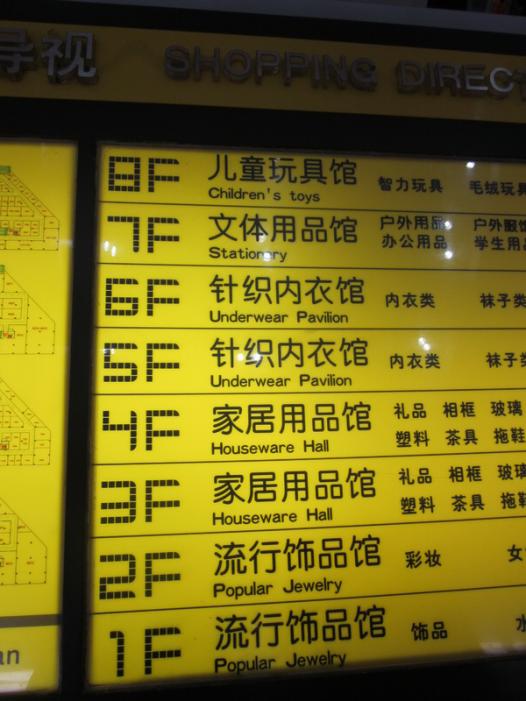 导视 SHOPPING DIREC
8F 儿童玩具馆 智力玩具 毛绒玩具
Children's toys
7F 文体用品馆 户外用品 户外服饰
Stationery 办公用品 学生用品
6F 针织内衣馆 内衣类 袜子类
Underwear Pavilion
5F 针织内衣馆 内衣类 袜子
Underwear Pavilion
4F 家居用品馆 礼品 相框 玻璃
Houseware Hall 塑料 茶具 拖鞋
3F 家居用品馆 礼品 相框 玻璃
Houseware Hall 塑料 茶具 拖鞋
2F 流行饰品馆 彩妆 女
Popular Jewelry
1F 流行饰品馆 饰品 水
Popular Jewelry
an